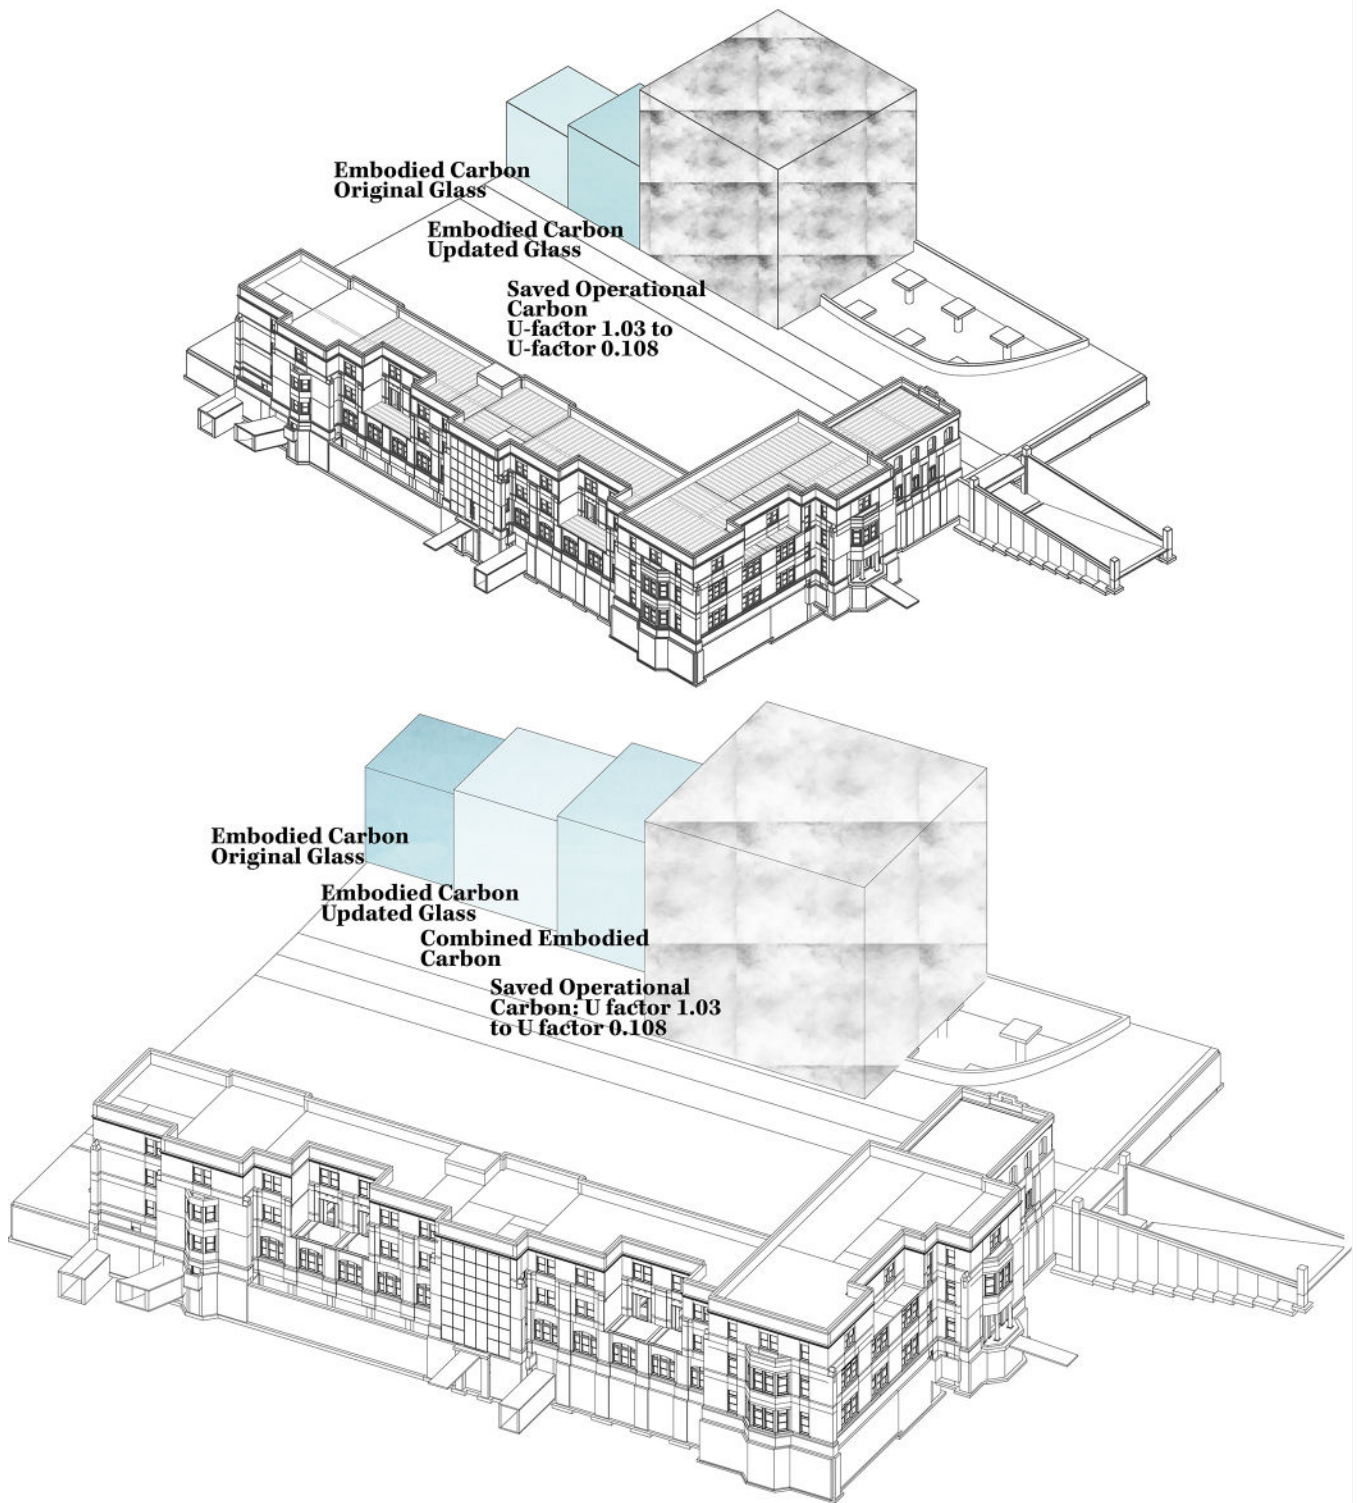 Embodied Carbon
Original Glass
Embodied Carbon
Updated Glass
Saved Operational
Carbon
U-factor 1.03 to
U-factor 0.108
Embodied Carbon
Original Glass
Embodied Carbon
Updated Glass
Combined Embodied
Carbon
Saved Operational
Carbon: U factor 1.03
to U factor 0.108